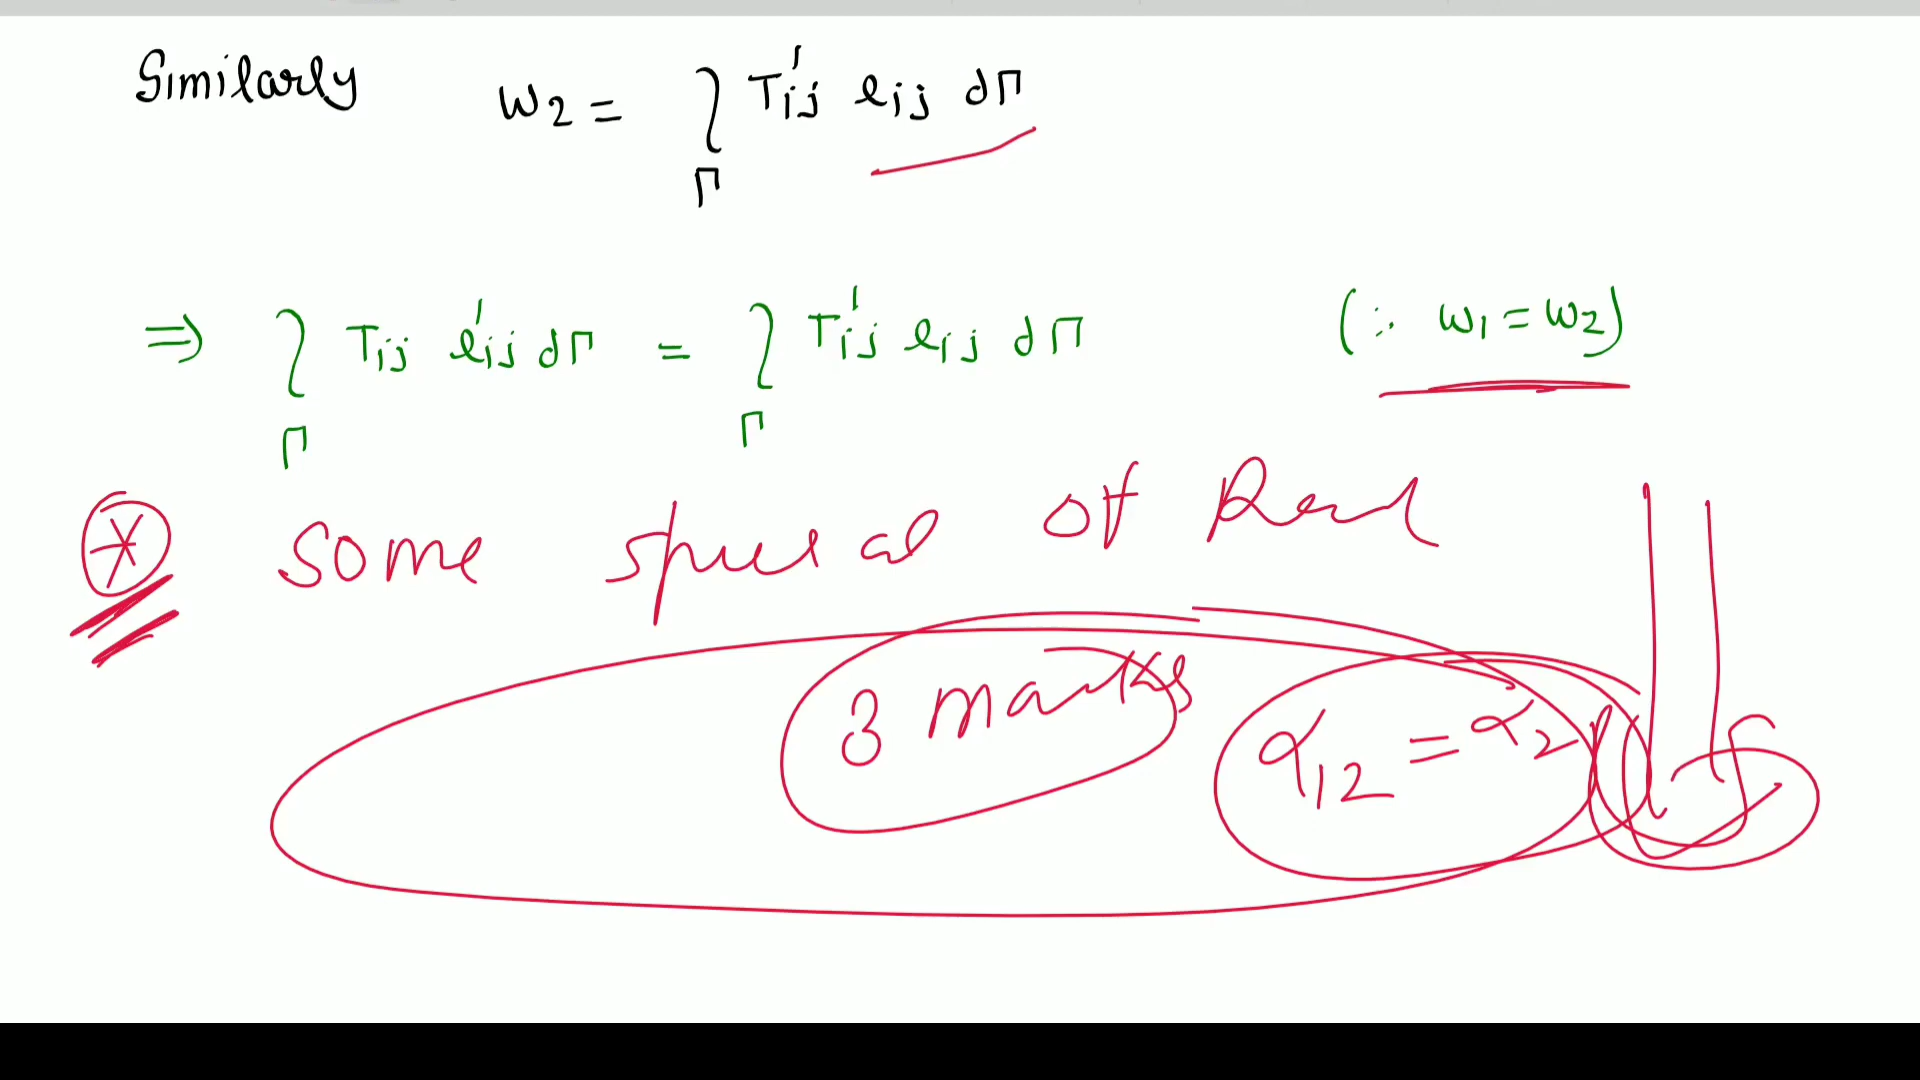 Similarly W₂ = ∫_Γ T'ij eij dΓ
⇒ ∫_Γ Tij e'ij dΓ = ∫_Γ T'ij eij dΓ (∵ W₁ = W₂)
* some of
3 marks α₁₂ = α₂₁